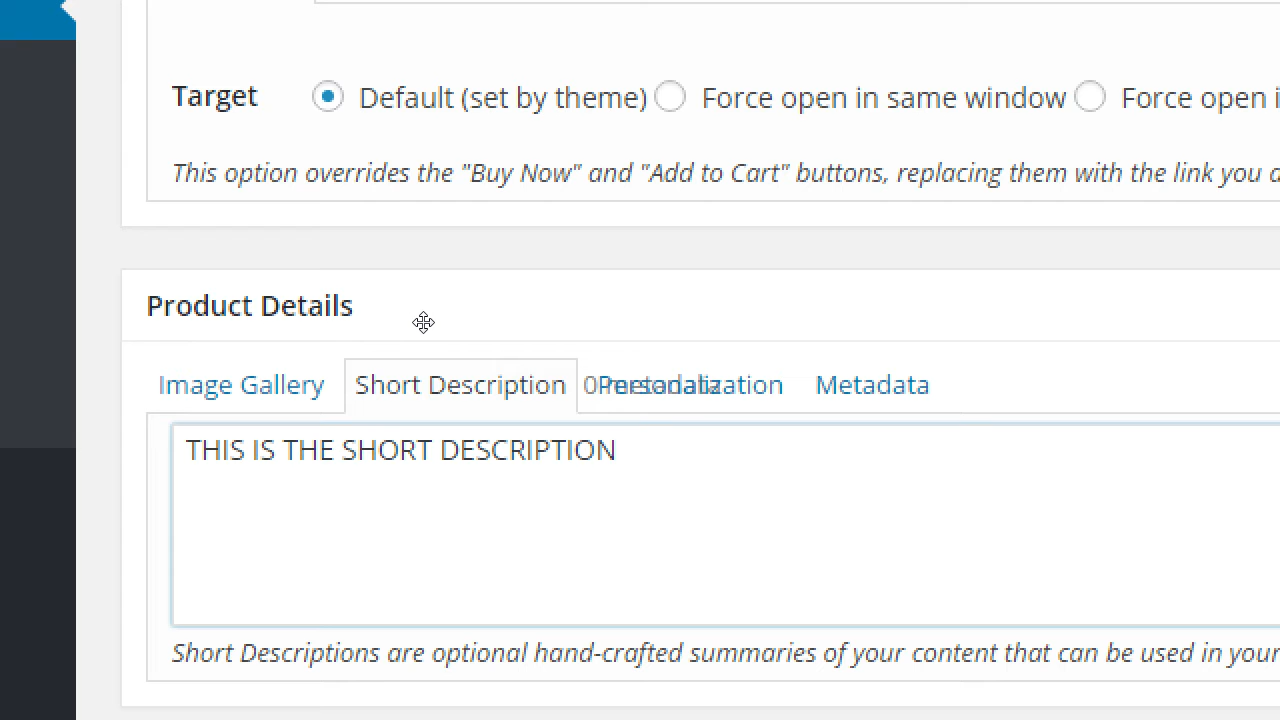 Target Default (set by theme) Force open in same window Force open i
This option overrides the "Buy Now" and "Add to Cart" buttons, replacing them with the link you
Product Details
Image Gallery Short Description Personalization Metadata
THIS IS THE SHORT DESCRIPTION
Short Descriptions are optional hand-crafted summaries of your content that can be used in your